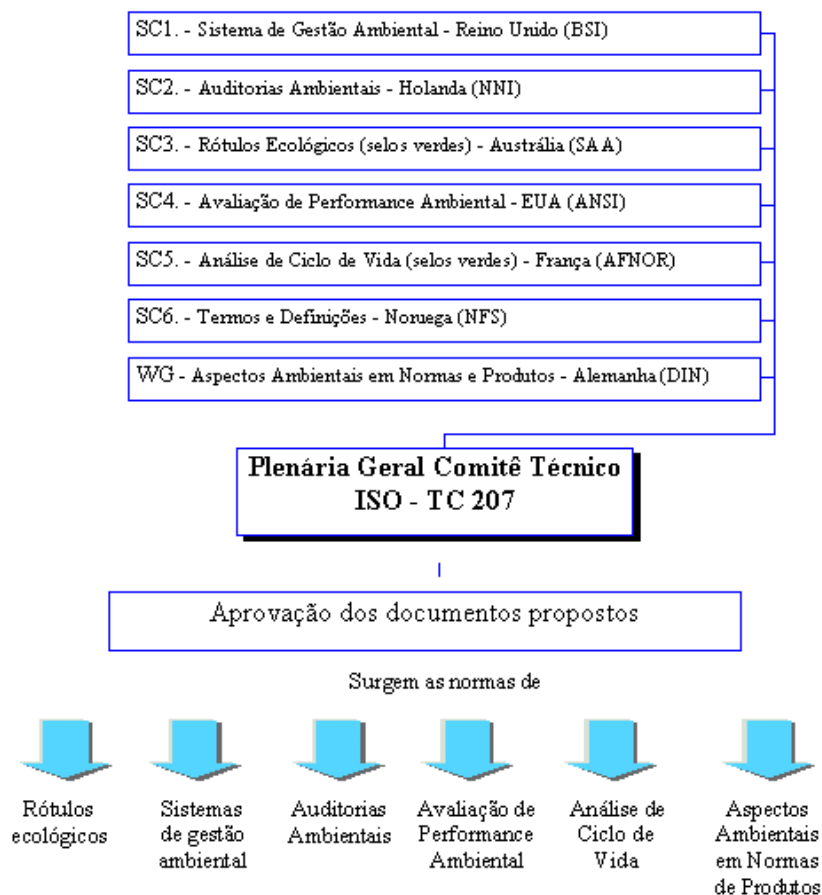 SC1. - Sistema de Gestão Ambiental - Reino Unido (BSI)
SC2. - Auditorias Ambientais - Holanda (NNI)
SC3. - Rótulos Ecológicos (selos verdes) - Austrália (SAA)
SC4. - Avaliação de Performance Ambiental - EUA (ANSI)
SC5. - Análise de Ciclo de Vida (selos verdes) - França (AFNOR)
SC6. - Termos e Definições - Noruega (NFS)
WG - Aspectos Ambientais em Normas e Produtos - Alemanha (DIN)
Plenária Geral Comitê Técnico
ISO - TC 207
Aprovação dos documentos propostos
Surgem as normas de
Rótulos
ecológicos
Sistemas
de gestão
ambiental
Auditorias
Ambientais
Avaliação de
Performance
Ambiental
Análise de
Ciclo de
Vida
Aspectos
Ambientais
em Normas
de Produtos